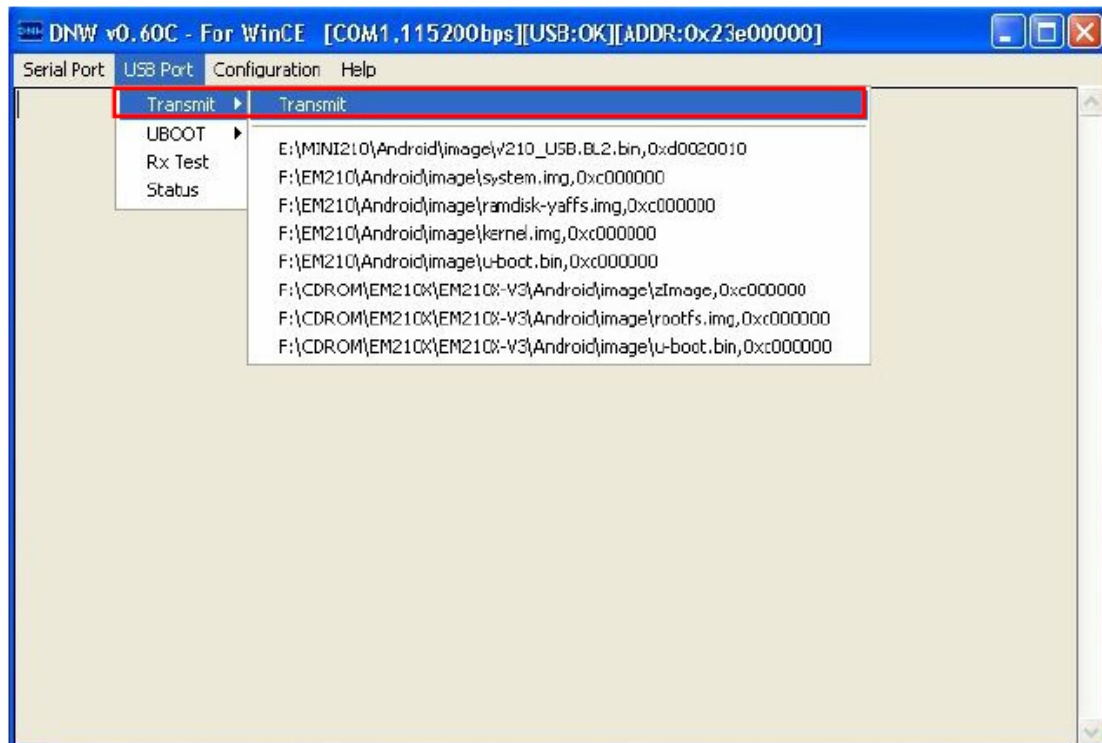 DNW v0.60C - For WinCE [COM1,115200bps][USB:OK][ADDR:0x23e00000]
Serial Port USB Port Configuration Help
Transmit Transmit
UBOOT
Rx Test
Status
E:\MINI210\Android\image\v210_USB.BL2.bin,0xd0020010
F:\EM210\Android\image\system.img,0xc000000
F:\EM210\Android\image\ramdisk-yaffs.img,0xc000000
F:\EM210\Android\image\kernel.img,0xc000000
F:\EM210\Android\image\u-boot.bin,0xc000000
F:\CDROM\EM210X\EM210X-V3\Android\image\zImage,0xc000000
F:\CDROM\EM210X\EM210X-V3\Android\image\rootfs.img,0xc000000
F:\CDROM\EM210X\EM210X-V3\Android\image\u-boot.bin,0xc000000